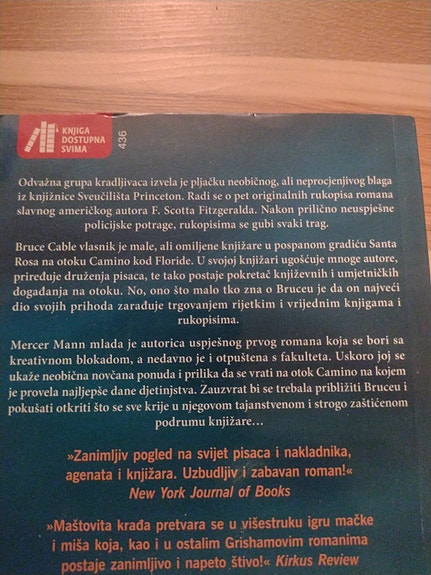 KNJIGA
DOSTUPNA
SVIMA
436
Odvažna grupa kradljivaca izvela je pljačku neobičnog, ali neprocjenjivog blaga
iz knjižnice Sveučilišta Princeton. Radi se o pet originalnih rukopisa romana
slavnog američkog autora F. Scotta Fitzgeralda. Nakon prilično neuspješne
policijske potrage, rukopisima se gubi svaki trag.
Bruce Cable vlasnik je male, ali omiljene knjižare u pospanom gradiću Santa
Rosa na otoku Camino kod Floride. U svojoj knjižari ugošćuje mnoge autore,
priređuje druženja pisaca, te tako postaje pokretač književnih i umjetničkih
događanja na otoku. No, ono što malo tko zna o Bruceu je da on najveći
dio svojih prihoda zarađuje trgovanjem rijetkim i vrijednim knjigama i
rukopisima.
Mercer Mann mlada je autorica uspješnog prvog romana koja se bori sa
kreativnom blokadom, a nedavno je i otpuštena s fakulteta. Uskoro joj se
ukaže neobična novčana ponuda i prilika da se vrati na otok Camino na kojem
je provela najljepše dane djetinjstva. Zauzvrat bi se trebala približiti Bruceu i
pokušati otkriti što se sve krije u njegovom tajanstvenom i strogo zaštićenom
podrumu knjižare…
»Zanimljiv pogled na svijet pisaca i nakladnika,
agenata i knjižara. Uzbudljiv i zabavan roman!«
New York Journal of Books
»Maštovita krađa pretvara se u višestruku igru mačke
i miša koja, kao i u ostalim Grishamovim romanima
postaje zanimljivo i napeto štivo!« Kirkus Review